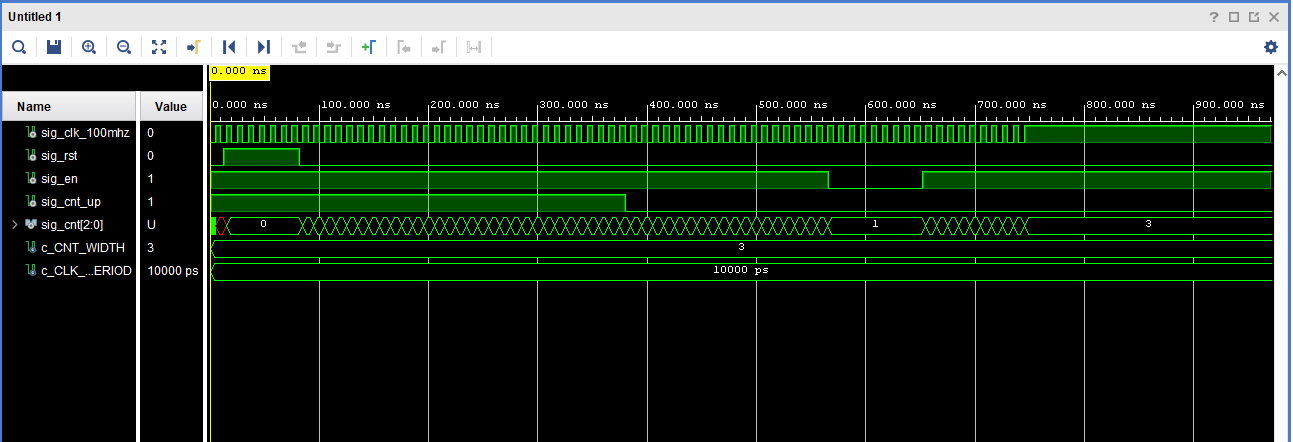 Untitled 1
?
0.000 ns
Name Value
0.000 ns 100.000 ns 200.000 ns 300.000 ns 400.000 ns 500.000 ns 600.000 ns 700.000 ns 800.000 ns 900.000 ns
sig_clk_100mhz 0
sig_rst 0
sig_en 1
sig_cnt_up 1
sig_cnt[2:0] U 0 1 3
c_CNT_WIDTH 3 3
c_CLK_...ERIOD 10000 ps 10000 ps